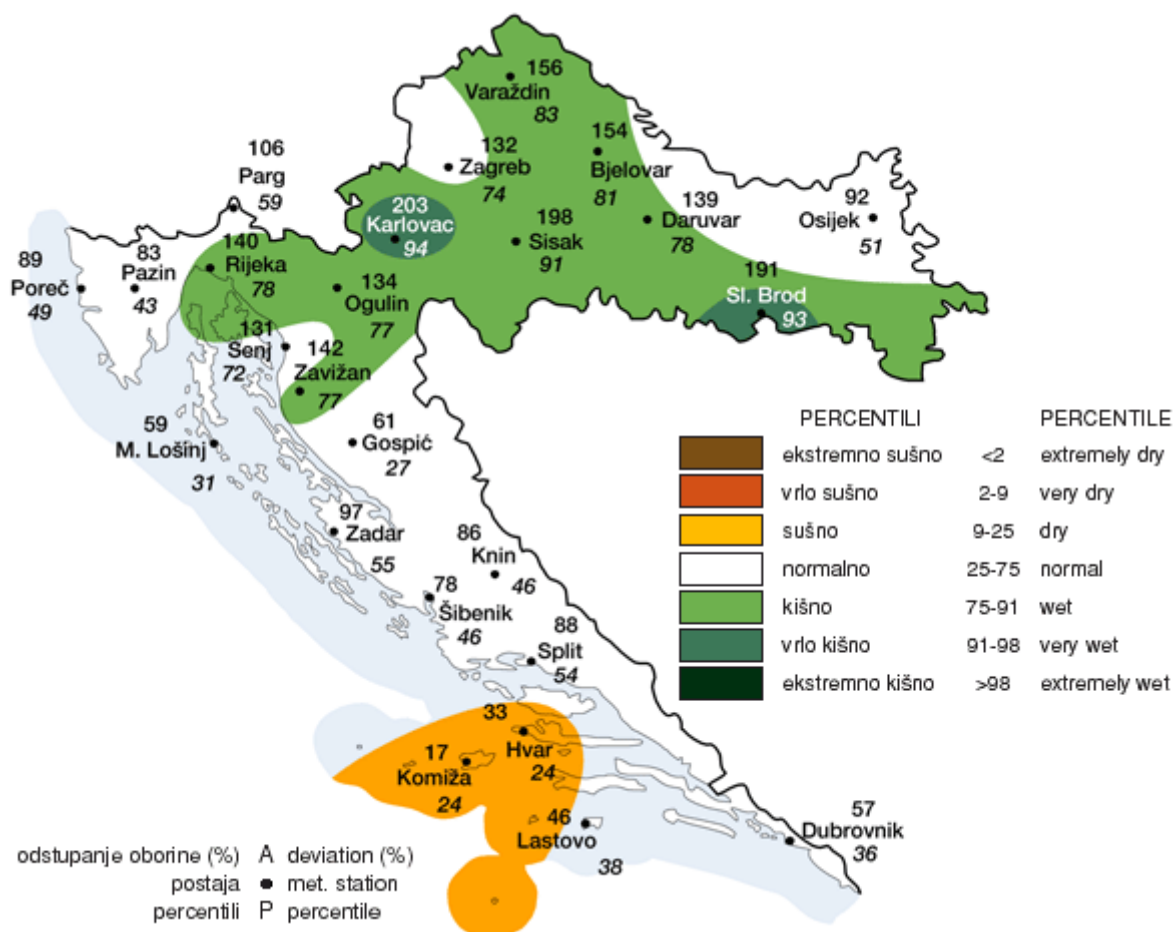 156
Varaždin
83
132
Zagreb
74
154
Bjelovar
81
106
Parg
59
203
Karlovac
94
198
Sisak
91
139
Daruvar
78
92
Osijek
51
140
Rijeka
78
89
Poreč
49
83
Pazin
43
134
Ogulin
77
191
Sl. Brod
93
131
Senj
72
142
Zavižan
77
59
M. Lošinj
31
61
Gospić
27
97
Zadar
55
86
Knin
46
78
Šibenik
46
88
Split
54
33
Hvar
24
17
Komiža
24
46
Lastovo
38
57
Dubrovnik
36
PERCENTILI PERCENTILE
ekstremno sušno <2 extremely dry
vrlo sušno 2-9 very dry
sušno 9-25 dry
normalno 25-75 normal
kišno 75-91 wet
vrlo kišno 91-98 very wet
ekstremno kišno >98 extremely wet
odstupanje oborine (%) A deviation (%)
postaja ● met. station
percentili P percentile